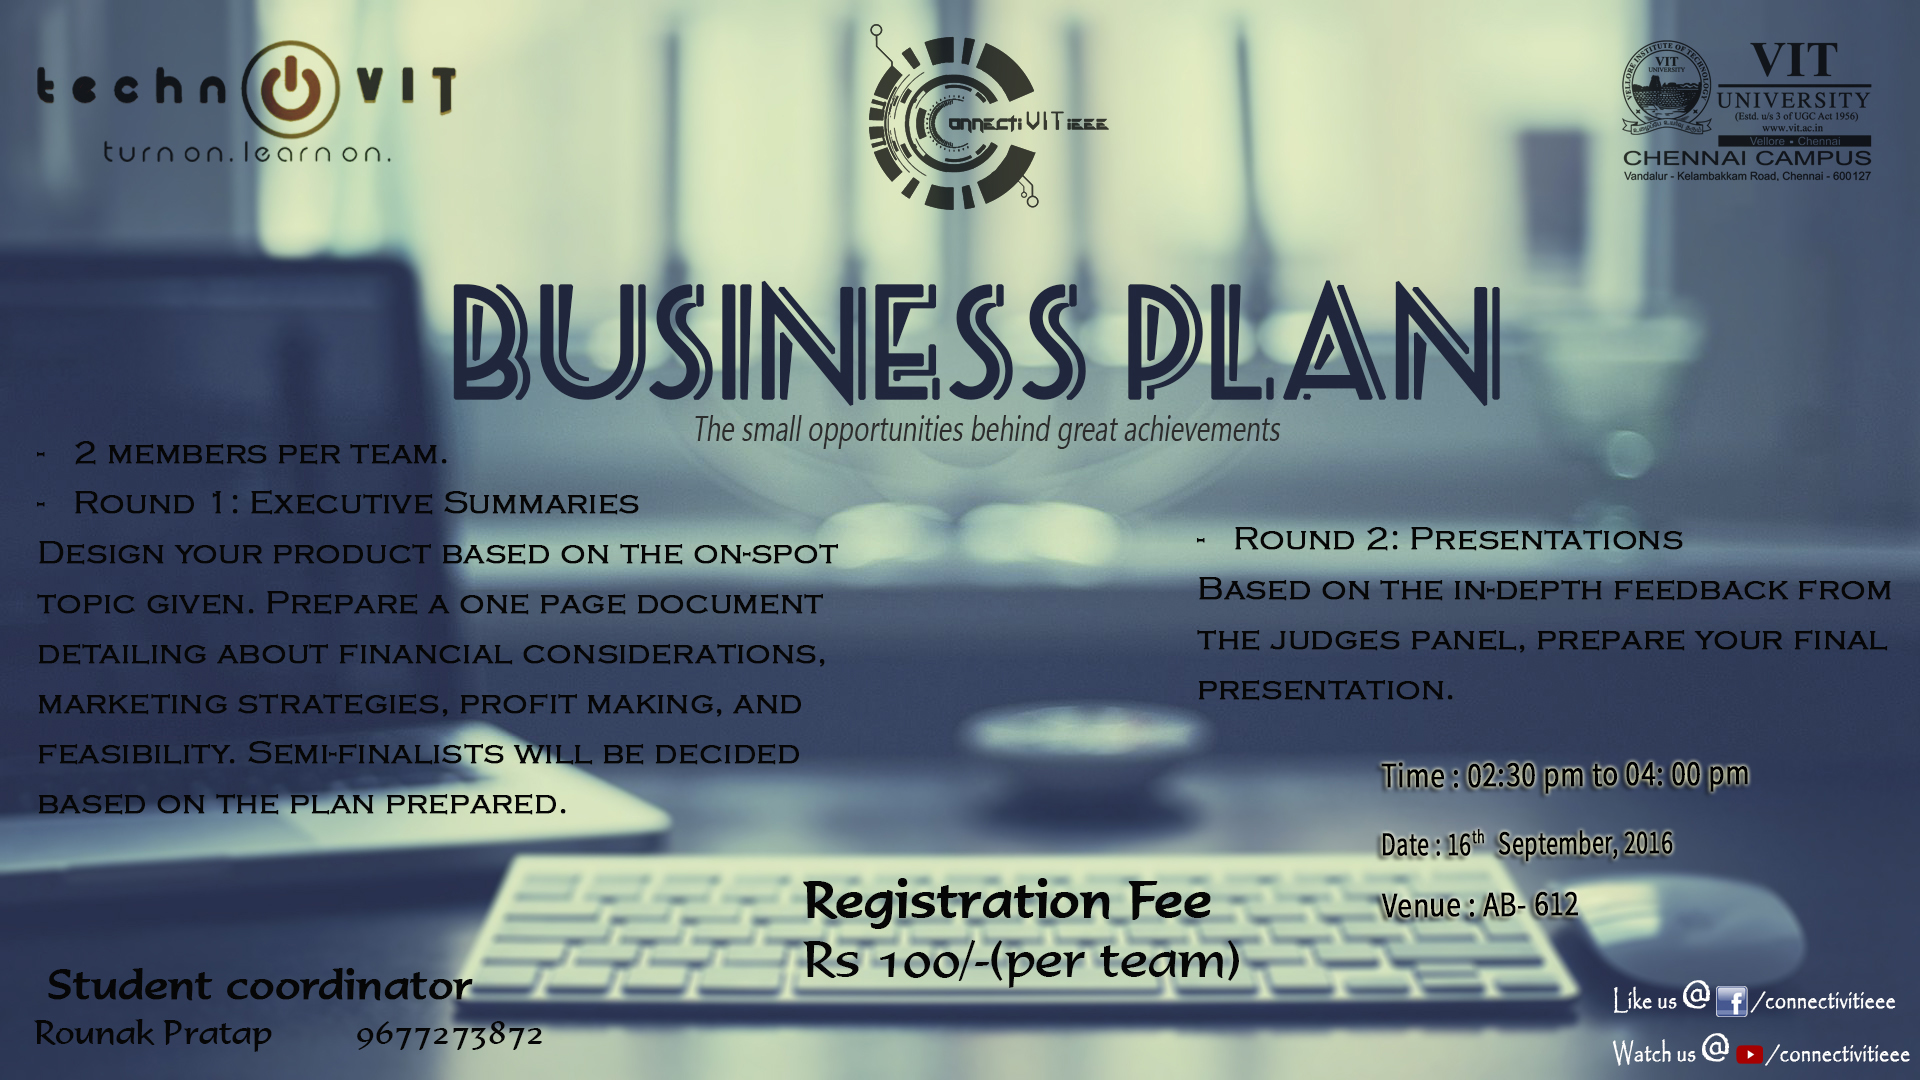 techn VIT
turn on. learn on.
ConnectiVITieee
VELLORE INSTITUTE OF TECHNOLOGY
VIT
UNIVERSITY
VIT
UNIVERSITY
(Estd. u/s 3 of UGC Act 1956)
www.vit.ac.in
Vellore • Chennai
CHENNAI CAMPUS
Vandalur - Kelambakkam Road, Chennai - 600127
BUSINESS PLAN
The small opportunities behind great achievements
- 2 members per team.
- Round 1: Executive Summaries
Design your product based on the on-spot
topic given. Prepare a one page document
detailing about financial considerations,
marketing strategies, profit making, and
feasibility. Semi-finalists will be decided
based on the plan prepared.
- Round 2: Presentations
Based on the in-depth feedback from
the judges panel, prepare your final
presentation.
Time : 02:30 pm to 04: 00 pm
Date : 16th September, 2016
Venue : AB- 612
Registration Fee
Rs 100/-(per team)
Student coordinator
Rounak Pratap 9677273872
Like us @ f /connectivitieee
Watch us @ /connectivitieee